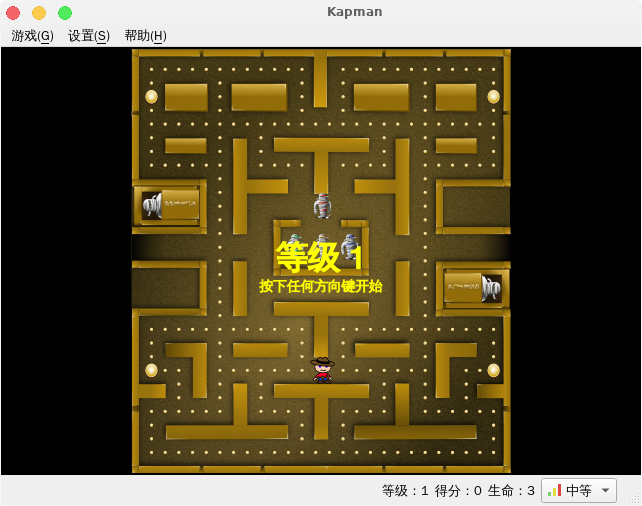 Kapman
游戏(G) 设置(S) 帮助(H)
等级 1
按下任何方向键开始
等级：1 得分：0 生命：3 中等